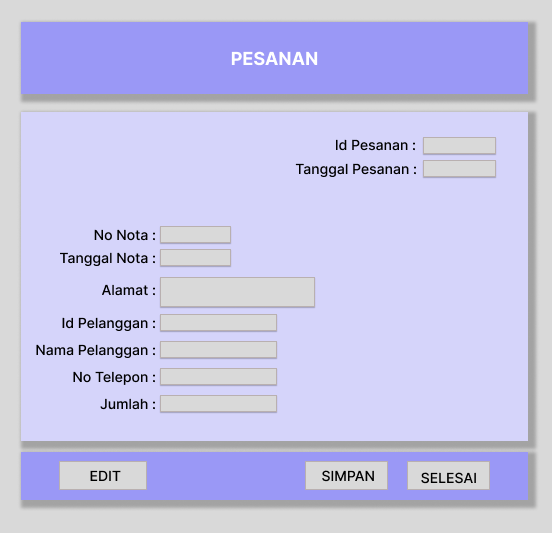 PESANAN
Id Pesanan :
Tanggal Pesanan :
No Nota :
Tanggal Nota :
Alamat :
Id Pelanggan :
Nama Pelanggan :
No Telepon :
Jumlah :
EDIT
SIMPAN
SELESAI